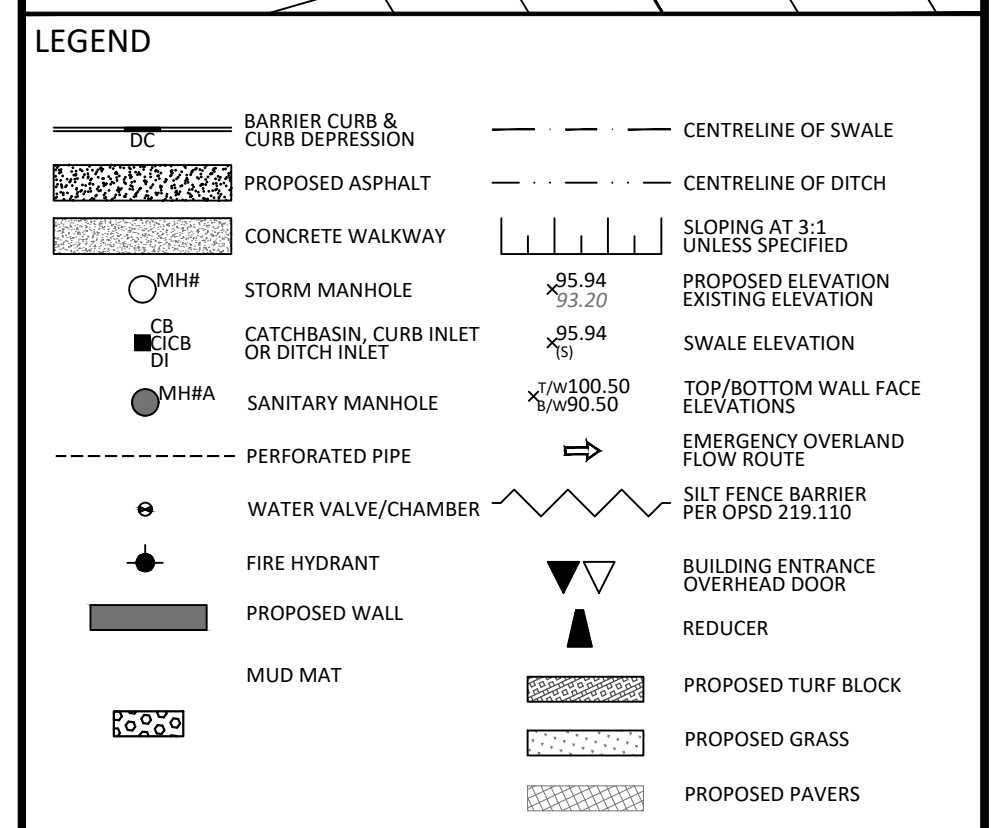 LEGEND
DC
BARRIER CURB &
CURB DEPRESSION
PROPOSED ASPHALT
CONCRETE WALKWAY
MH#
STORM MANHOLE
CB
CICB
DI
CATCHBASIN, CURB INLET
OR DITCH INLET
MH#A
SANITARY MANHOLE
PERFORATED PIPE
WATER VALVE/CHAMBER
FIRE HYDRANT
PROPOSED WALL
MUD MAT
CENTRELINE OF SWALE
CENTRELINE OF DITCH
SLOPING AT 3:1
UNLESS SPECIFIED
95.94
93.20
PROPOSED ELEVATION
EXISTING ELEVATION
95.94
(S)
SWALE ELEVATION
T/W100.50
B/W90.50
TOP/BOTTOM WALL FACE
ELEVATIONS
EMERGENCY OVERLAND
FLOW ROUTE
SILT FENCE BARRIER
PER OPSD 219.110
BUILDING ENTRANCE
OVERHEAD DOOR
REDUCER
PROPOSED TURF BLOCK
PROPOSED GRASS
PROPOSED PAVERS